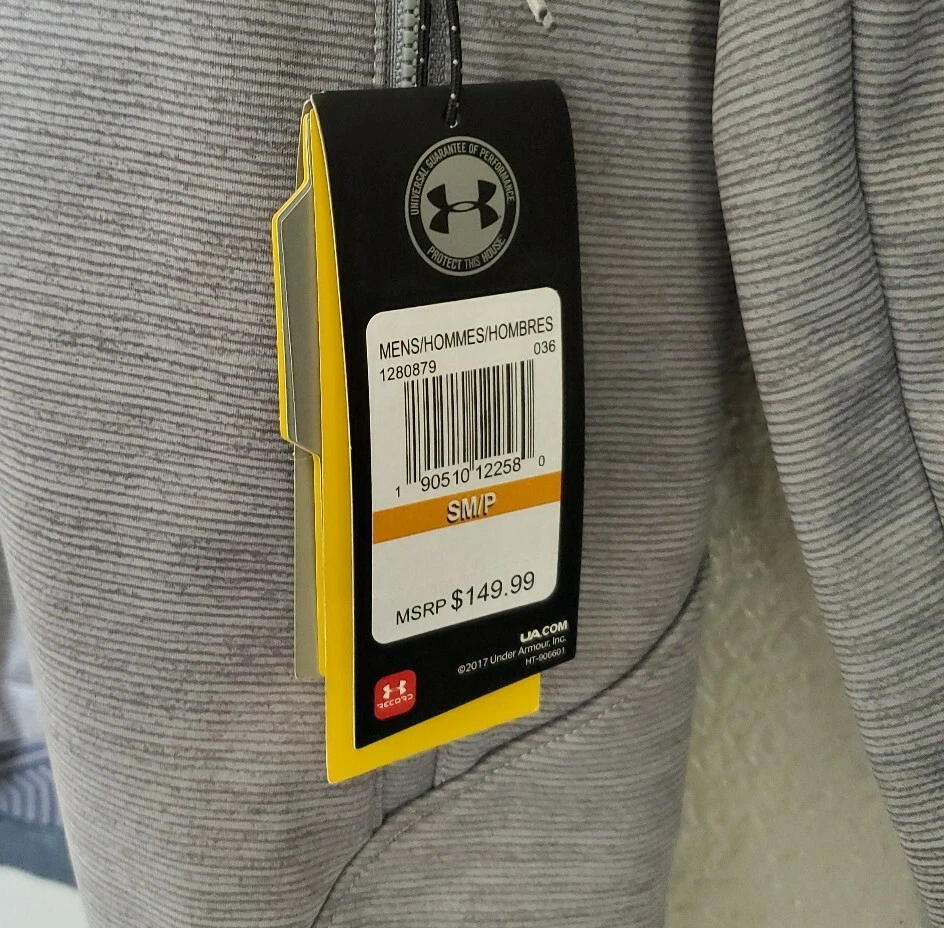 UNIVERSAL GUARANTEE OF PERFORMANCE
PROTECT THIS HOUSE
MENS/HOMMES/HOMBRES
1280879 036
1 90510 12258 0
SM/P
MSRP $149.99
UA.COM
©2017 Under Armour, Inc.
HT-906601
RECORD